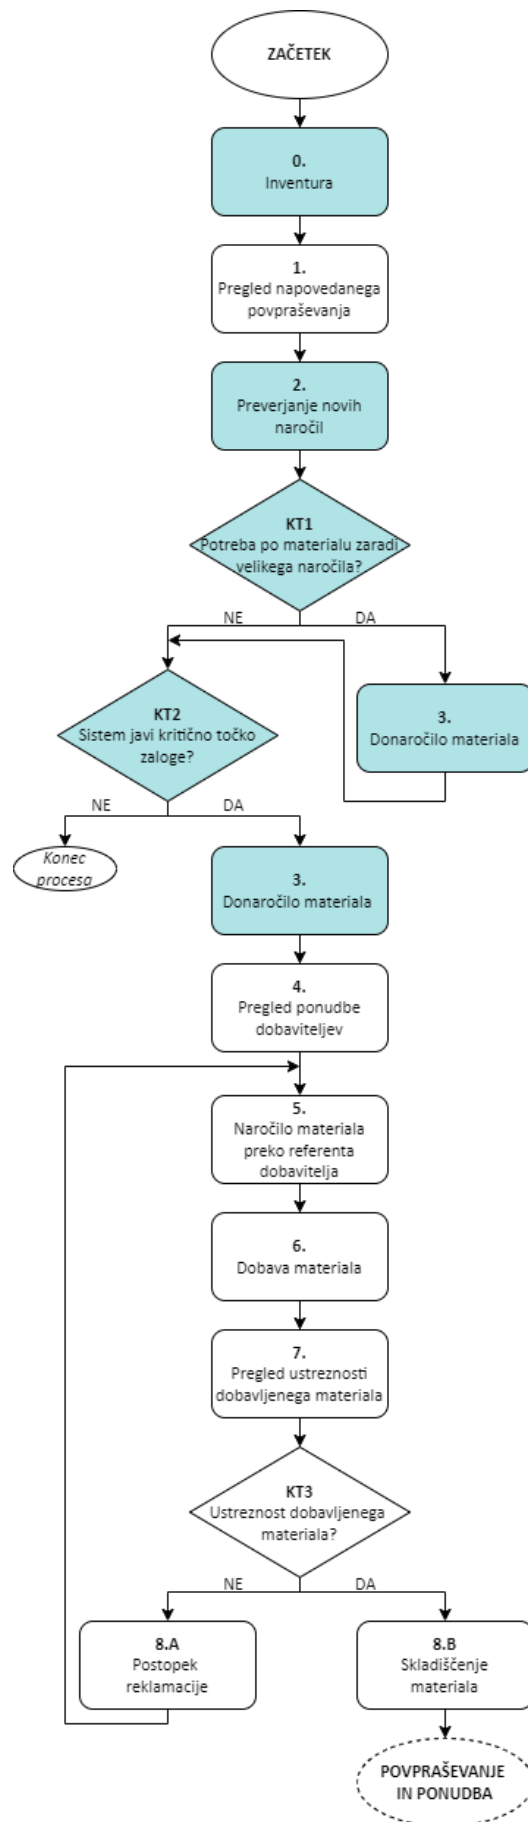 ZAČETEK
0.
Inventura
1.
Pregled napovedanega
povpraševanja
2.
Preverjanje novih
naročil
KT1
Potreba po materialu zaradi
velikega naročila?
NE
DA
KT2
Sistem javi kritično točko
zaloge?
3.
Donaročilo materiala
NE
DA
Konec
procesa
3.
Donaročilo materiala
4.
Pregled ponudbe
dobaviteljev
5.
Naročilo materiala
preko referenta
dobavitelja
6.
Dobava materiala
7.
Pregled ustreznosti
dobavljenega materiala
KT3
Ustreznost dobavljenega
materiala?
NE
DA
8.A
Postopek
reklamacije
8.B
Skladiščenje
materiala
POVPRAŠEVANJE
IN PONUDBA